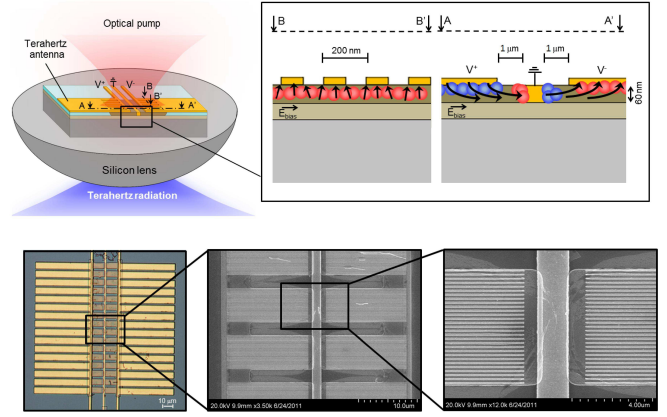 Optical pump
Terahertz
antenna
V⁺
V⁻
B
B'
A
A'
Silicon lens
Terahertz radiation
B
B'
A
A'
200 nm
1 μm
1 μm
V⁺
V⁻
60 nm
E bias
E bias
10 μm
20.0kV 9.9mm x3.50k 6/24/2011
10.0um
20.0kV 9.9mm x12.0k 6/24/2011
4.00um